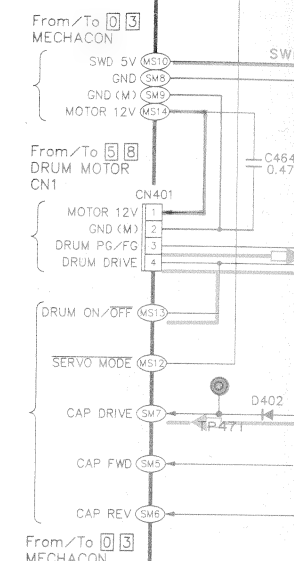 From/To 0 3
MECHACON
SWD 5V MS10
SW
GND SM8
GND (M) SM9
MOTOR 12V MS14
From/To 5 8
DRUM MOTOR
CN1
C464
0.47
CN401
MOTOR 12V 1
GND (M) 2
DRUM PG/FG 3
DRUM DRIVE 4
DRUM ON/OFF MS13
SERVO MODE MS12
D402
CAP DRIVE SM7
TP471
CAP FWD SM5
CAP REV SM6
From/To 0 3
MECHACON